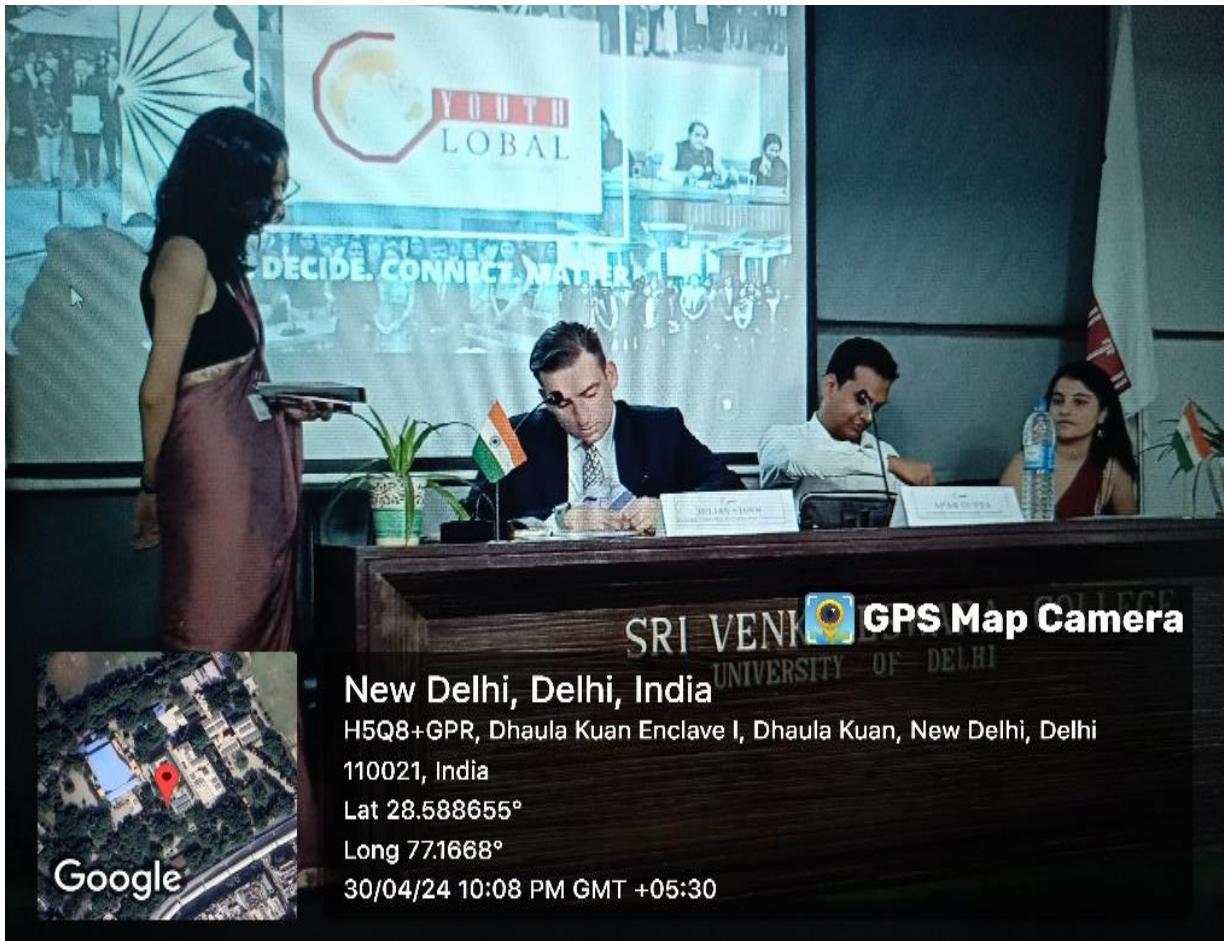 YOUTH
LOBAL
DECIDE. CONNECT. MATTER
GUPTA
SRI VENK COLLEGE
UNIVERSITY OF DELHI
GPS Map Camera
New Delhi, Delhi, India
H5Q8+GPR, Dhaula Kuan Enclave I, Dhaula Kuan, New Delhi, Delhi
110021, India
Lat 28.588655°
Long 77.1668°
30/04/24 10:08 PM GMT +05:30
Google